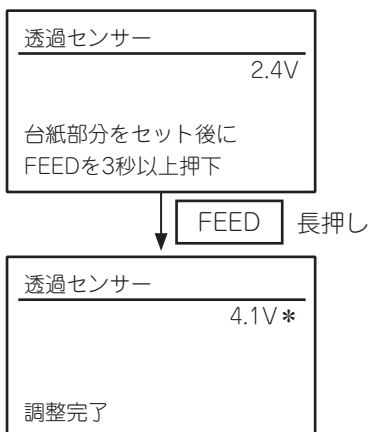 透過センサー
2.4V
台紙部分をセット後に
FEEDを3秒以上押下
FEED 長押し
透過センサー
4.1V＊
調整完了